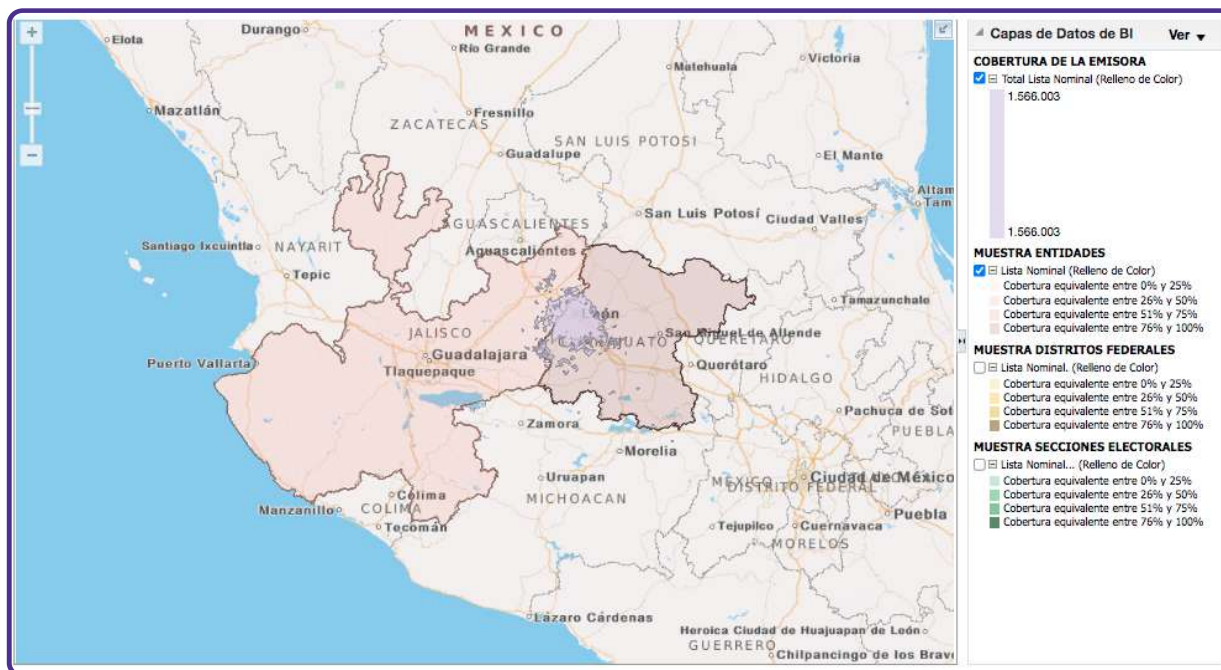 MEXICO
Durango
Elota
Río Grande
Victoria
Matehuala
Mazatlán
Fresnillo
ZACATECAS
SAN LUIS POTOSI
Guadalupe
El Mante
Altam
Tam
San Luis Potosí
Ciudad Valles
AGUASCALIENTES
Aguascalientes
Santiago Ixcuintla
NAYARIT
Tepic
Tamazunchale
León
JALISCO
San Miguel de Allende
QUERETARO
Puerto Vallarta
Guadalajara
Tlaquepaque
Querétaro
HIDALGO
Zamora
Pachuca de Sot
PUEBLA
Morelia
Uruapan
MICHOACAN
MEXICO
Ciudad de México
DISTRITO FEDERAL
Colima
COLIMA
Manzanillo
Tecomán
Tejupilco
Cuernavaca
Puebla
MORELOS
Lázaro Cárdenas
Heroica Ciudad de Huajuapan de León
GUERRERO
Chilpancingo de los Brav
Capas de Datos de BI Ver
COBERTURA DE LA EMISORA
Total Lista Nominal (Relleno de Color)
1.566.003
1.566.003
MUESTRA ENTIDADES
Lista Nominal (Relleno de Color)
Cobertura equivalente entre 0% y 25%
Cobertura equivalente entre 26% y 50%
Cobertura equivalente entre 51% y 75%
Cobertura equivalente entre 76% y 100%
MUESTRA DISTRITOS FEDERALES
Lista Nominal. (Relleno de Color)
Cobertura equivalente entre 0% y 25%
Cobertura equivalente entre 26% y 50%
Cobertura equivalente entre 51% y 75%
Cobertura equivalente entre 76% y 100%
MUESTRA SECCIONES ELECTORALES
Lista Nominal... (Relleno de Color)
Cobertura equivalente entre 0% y 25%
Cobertura equivalente entre 26% y 50%
Cobertura equivalente entre 51% y 75%
Cobertura equivalente entre 76% y 100%